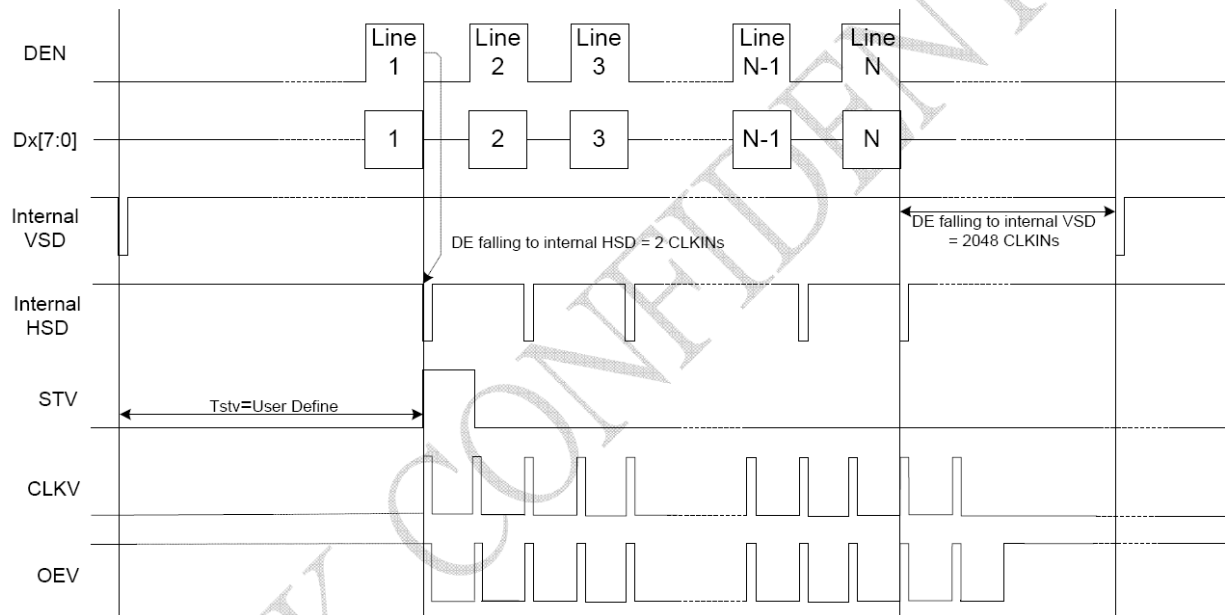 DEN
Line
1
Line
2
Line
3
Line
N-1
Line
N
Dx[7:0]
1
2
3
N-1
N
Internal
VSD
DE falling to internal HSD = 2 CLKINs
DE falling to internal VSD
= 2048 CLKINs
Internal
HSD
STV
Tstv=User Define
CLKV
OEV